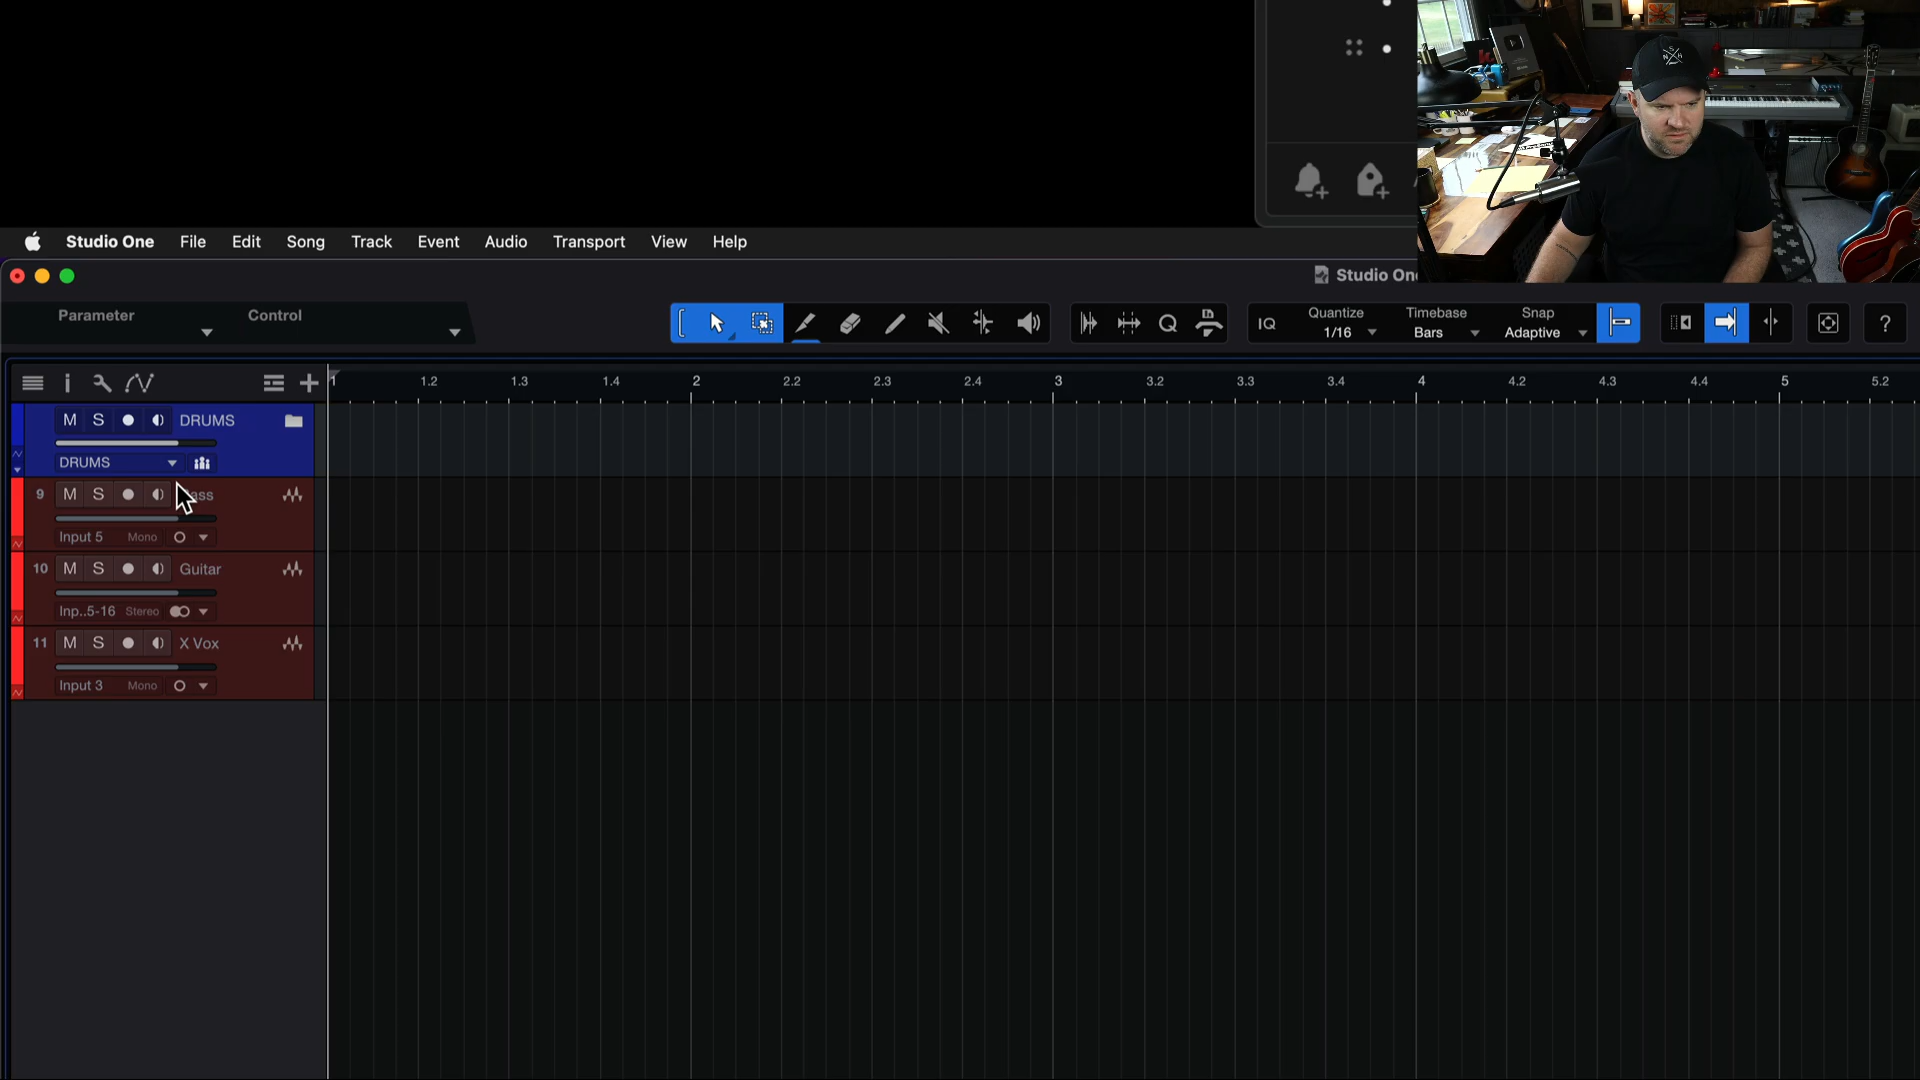 Studio One File Edit Song Track Event Audio Transport View Help
Studio On
Parameter Control
IQ Quantize 1/16 Timebase Bars Snap Adaptive ?
i 1 1.2 1.3 1.4 2 2.2 2.3 2.4 3 3.2 3.3 3.4 4 4.2 4.3 4.4 5 5.2
M S DRUMS
DRUMS
9 M S ass
Input 5 Mono
10 M S Guitar
Inp..5-16 Stereo
11 M S X Vox
Input 3 Mono